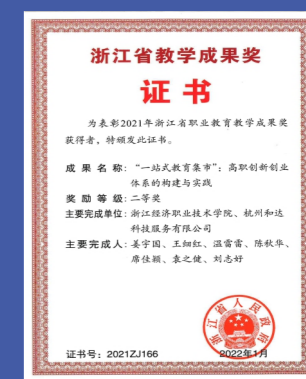 浙江省教学成果奖
证书
为表彰2021年浙江省职业教育教学成果奖
获得者，特颁发此证书。
成果名称：“一站式教育集市”：高职创新创业
体系的构建与实践
奖励等级：二等奖
主要完成单位：浙江经济职业技术学院、杭州和达
科技服务有限公司
主要完成人：姜宇国、王细红、温雷雷、陈秋华、
席佳颖、袁之健、刘志好
浙江省人民政府
证书号：2021ZJ166
2022年1月